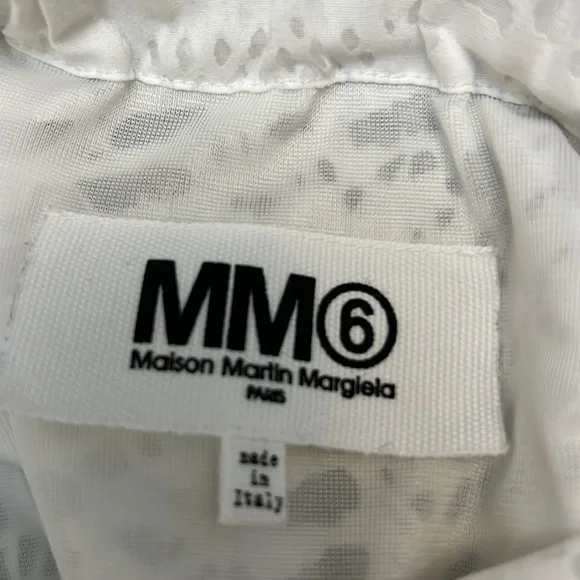 MM⑥
Maison Martin Margiela
PARIS
made
in
Italy